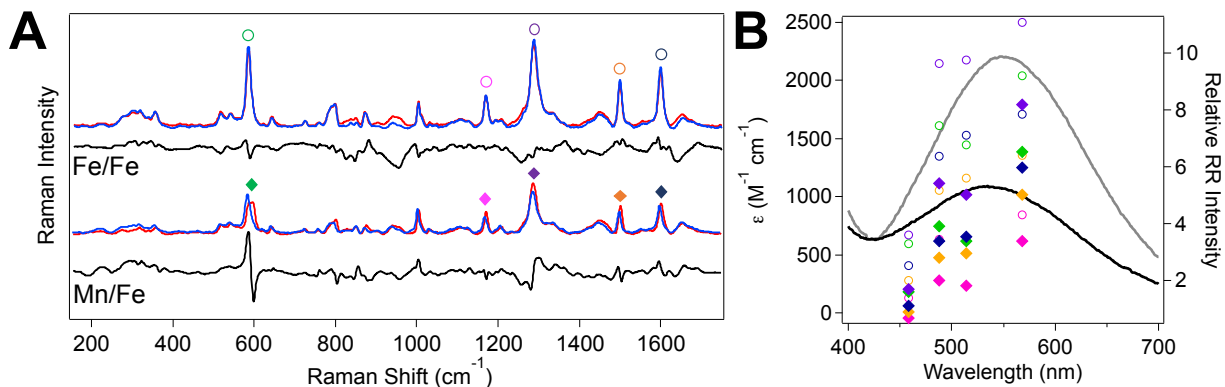 A
Raman Intensity
Fe/Fe
Mn/Fe
200 400 600 800 1000 1200 1400 1600
Raman Shift (cm⁻¹)
B
2500
2000
1500
1000
500
0
ε (M⁻¹ cm⁻¹)
10
8
6
4
2
Relative RR Intensity
400 500 600 700
Wavelength (nm)